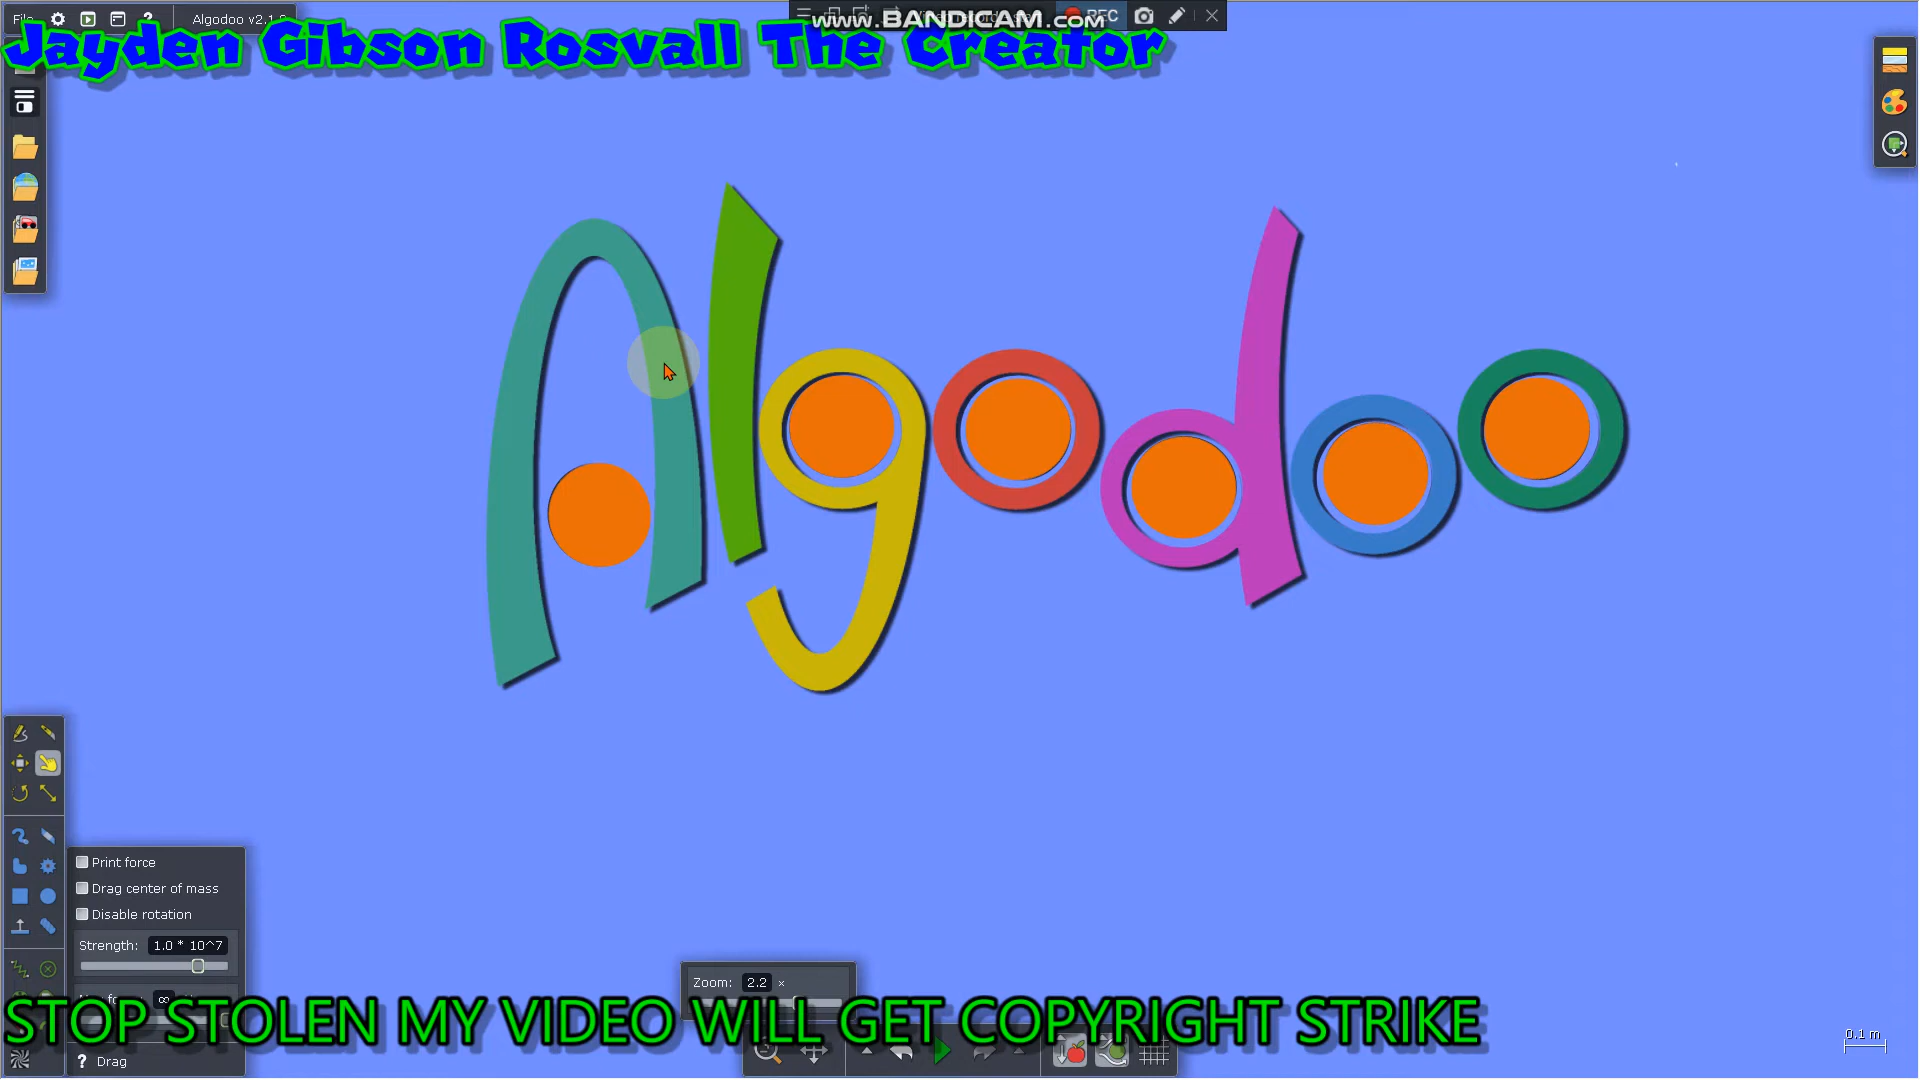 File
Algodoo v2.1
www.BANDICAM.com
REC
Jayden Gibson Rosvall The Creator
Algodoo
Print force
Drag center of mass
Disable rotation
Strength: 1.0 * 10^7
Zoom: 2.2 ×
STOP STOLEN MY VIDEO WILL GET COPYRIGHT STRIKE
? Drag
0.1 m